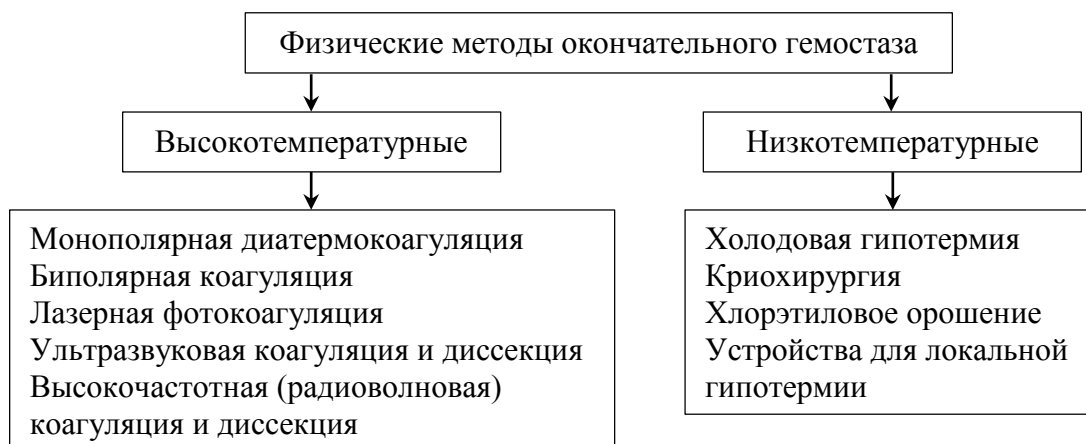 Физические методы окончательного гемостаза
Высокотемпературные
Низкотемпературные
Монополярная диатермокоагуляция
Биполярная коагуляция
Лазерная фотокоагуляция
Ультразвуковая коагуляция и диссекция
Высокочастотная (радиоволновая)
коагуляция и диссекция
Холодовая гипотермия
Криохирургия
Хлорэтиловое орошение
Устройства для локальной
гипотермии